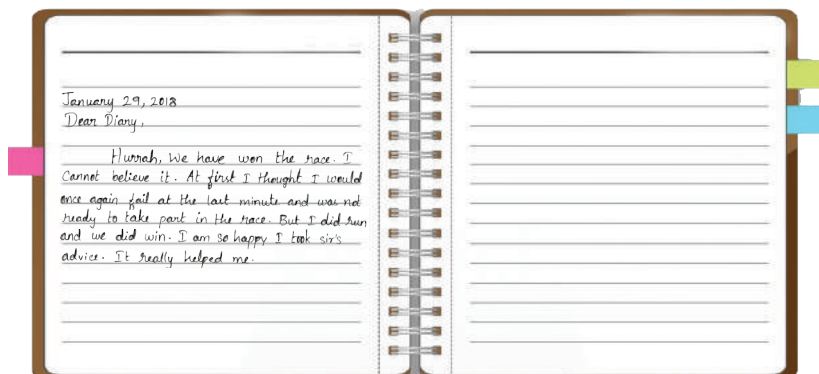 January 29, 2018
Dear Diary,
Hurrah, We have won the race. I
Cannot believe it. At first I thought I would
once again fail at the last minute and was not
ready to take part in the race. But I did run
and we did win. I am so happy I took sir's
advice. It really helped me.